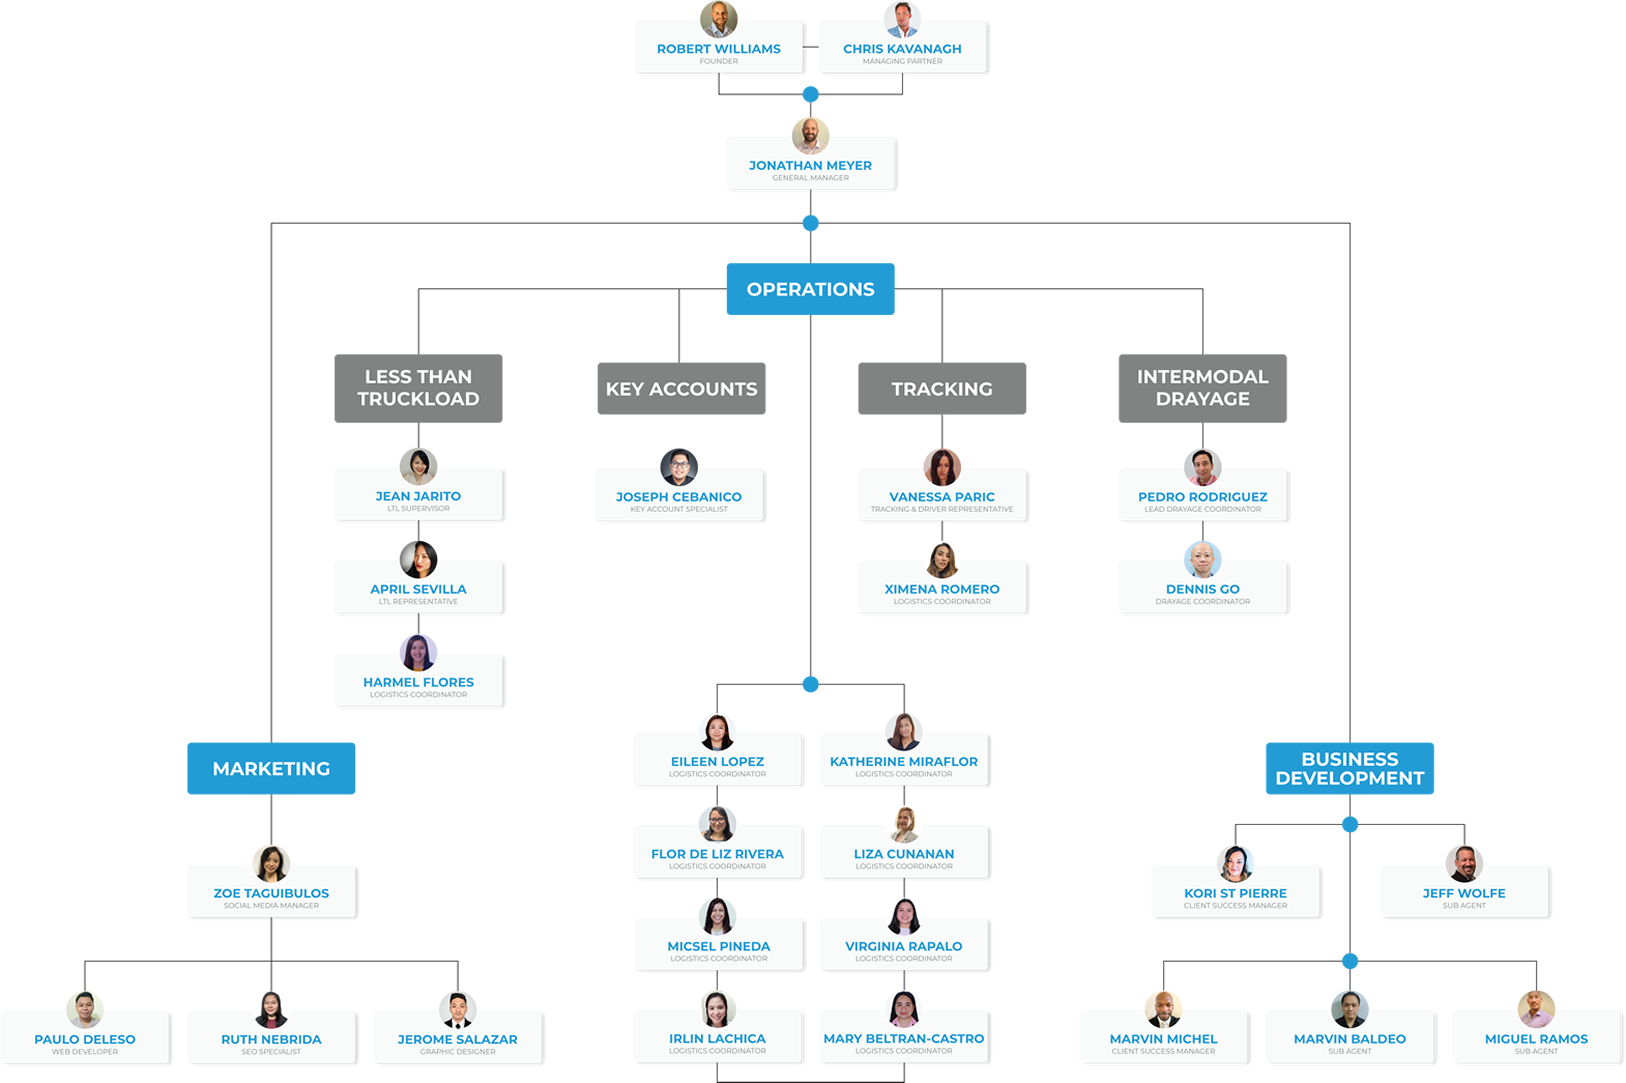 ROBERT WILLIAMS
FOUNDER
CHRIS KAVANAGH
MANAGING PARTNER
JONATHAN MEYER
GENERAL MANAGER
OPERATIONS
LESS THAN
TRUCKLOAD
KEY ACCOUNTS
TRACKING
INTERMODAL
DRAYAGE
JEAN JARITO
LTL SUPERVISOR
JOSEPH CEBANICO
KEY ACCOUNT SPECIALIST
VANESSA PARIC
TRACKING & DRIVER REPRESENTATIVE
PEDRO RODRIGUEZ
LEAD DRAYAGE COORDINATOR
APRIL SEVILLA
LTL REPRESENTATIVE
XIMENA ROMERO
LOGISTICS COORDINATOR
DENNIS GO
DRAYAGE COORDINATOR
HARMEL FLORES
LOGISTICS COORDINATOR
MARKETING
EILEEN LOPEZ
LOGISTICS COORDINATOR
KATHERINE MIRAFLOR
LOGISTICS COORDINATOR
BUSINESS
DEVELOPMENT
FLOR DE LIZ RIVERA
LOGISTICS COORDINATOR
LIZA CUNANAN
LOGISTICS COORDINATOR
ZOE TAGUIBULOS
SOCIAL MEDIA MANAGER
KORI ST PIERRE
CLIENT SUCCESS MANAGER
JEFF WOLFE
SUB AGENT
MICSEL PINEDA
LOGISTICS COORDINATOR
VIRGINIA RAPALO
LOGISTICS COORDINATOR
PAULO DELESO
WEB DEVELOPER
RUTH NEBRIDA
SEO SPECIALIST
JEROME SALAZAR
GRAPHIC DESIGNER
IRLIN LACHICA
LOGISTICS COORDINATOR
MARY BELTRAN-CASTRO
LOGISTICS COORDINATOR
MARVIN MICHEL
CLIENT SUCCESS MANAGER
MARVIN BALDEO
SUB AGENT
MIGUEL RAMOS
SUB AGENT